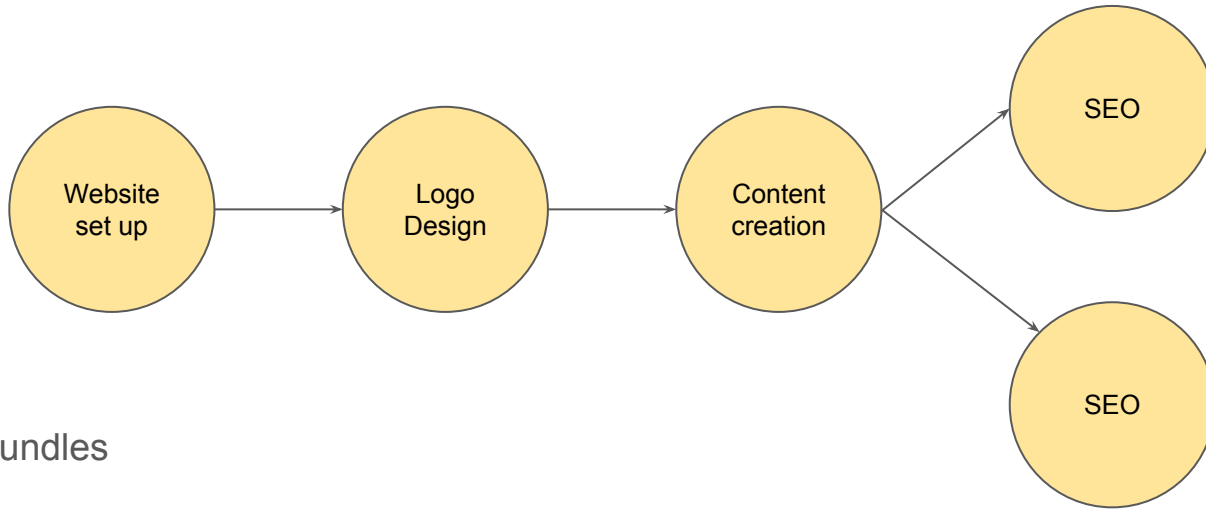 Website
set up
Logo
Design
Content
creation
SEO
SEO
undles